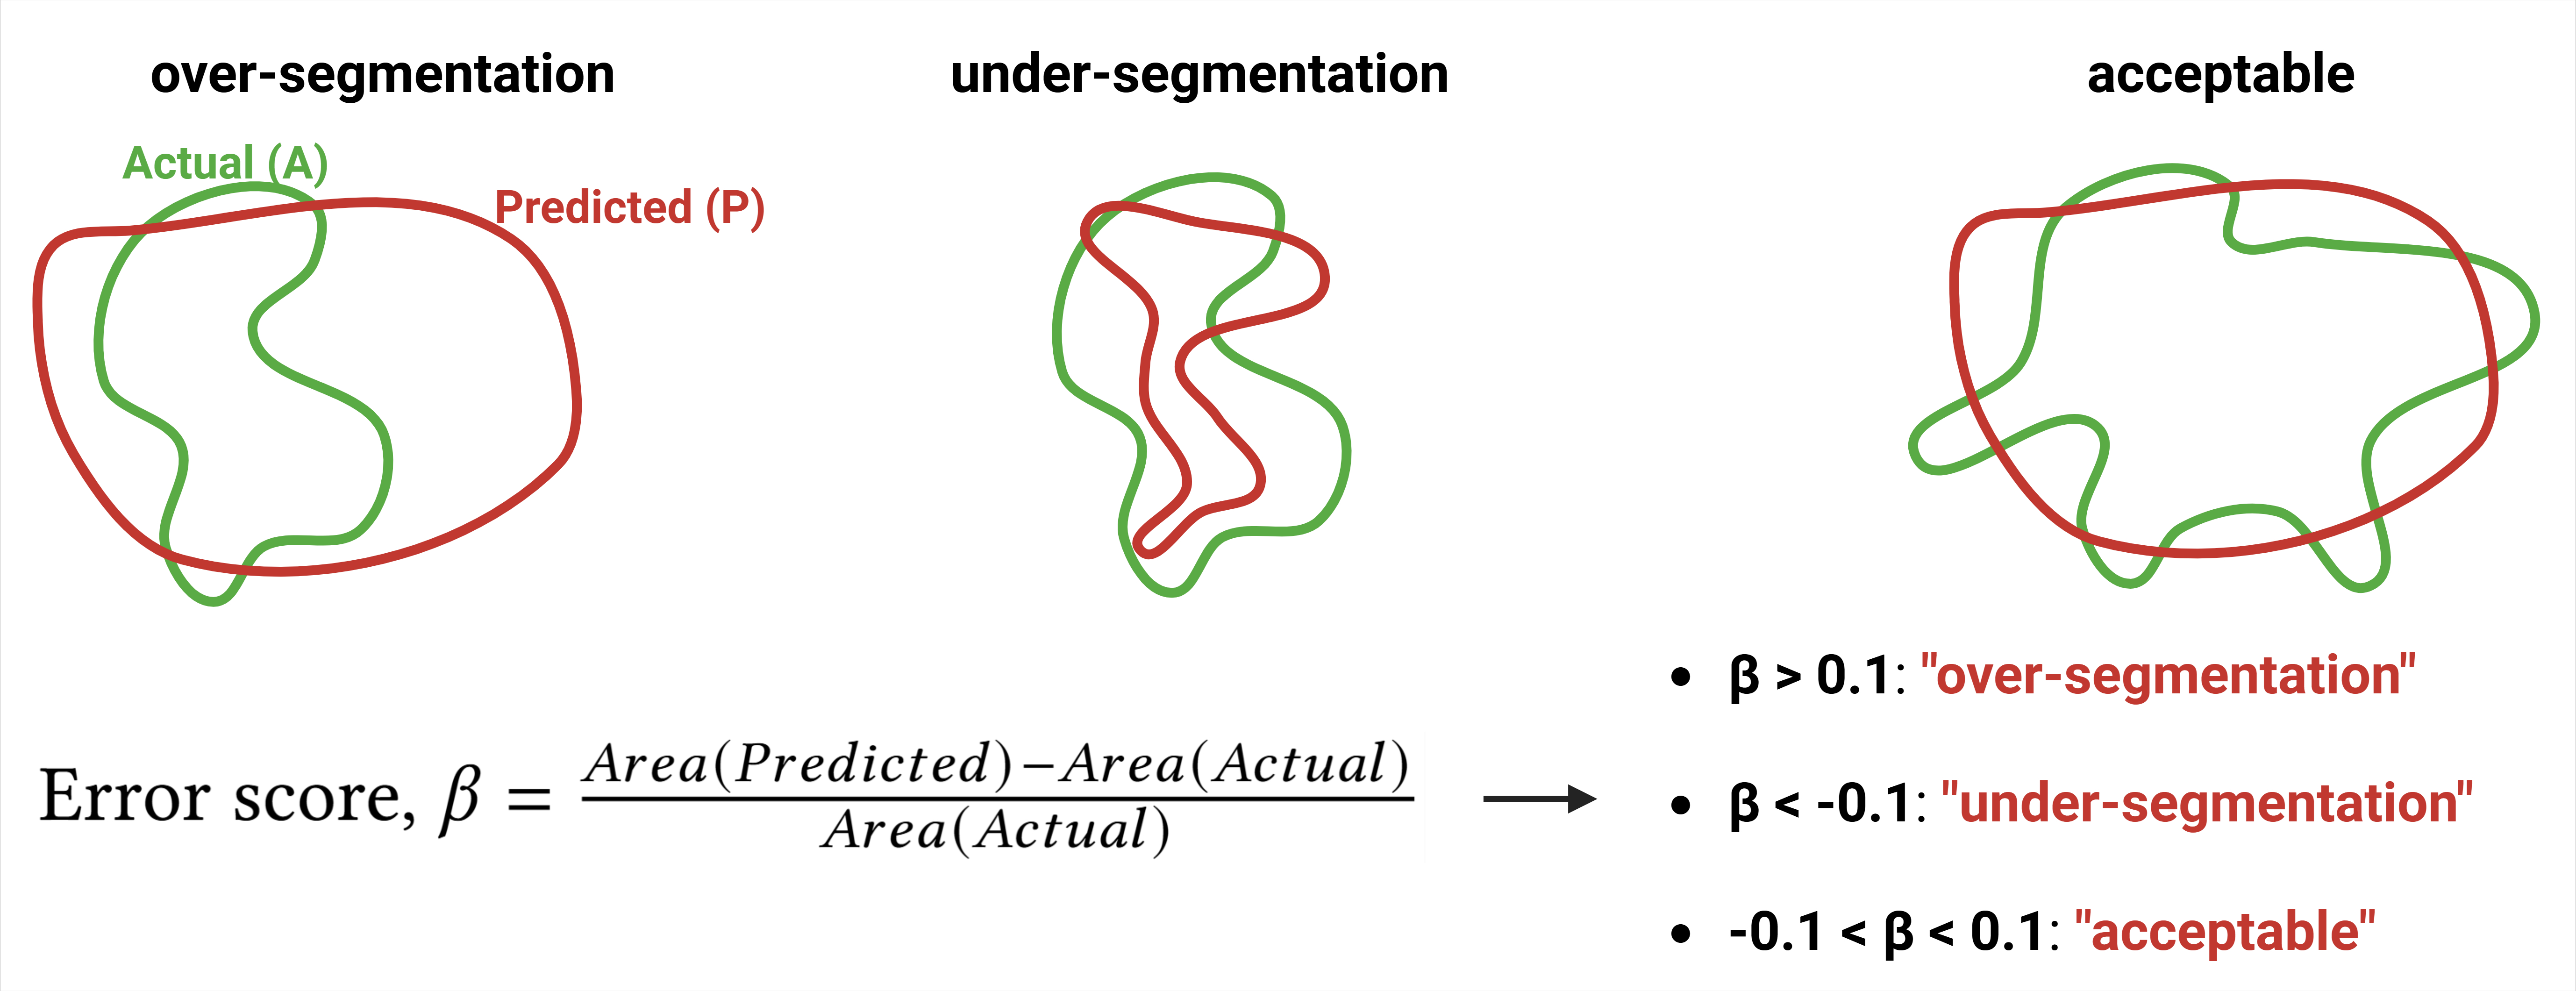 over-segmentation
under-segmentation
acceptable
Actual (A)
Predicted (P)
Error score, β = \frac{Area(Predicted)−Area(Actual)}{Area(Actual)}
• β > 0.1: "over-segmentation"
• β < -0.1: "under-segmentation"
• -0.1 < β < 0.1: "acceptable"